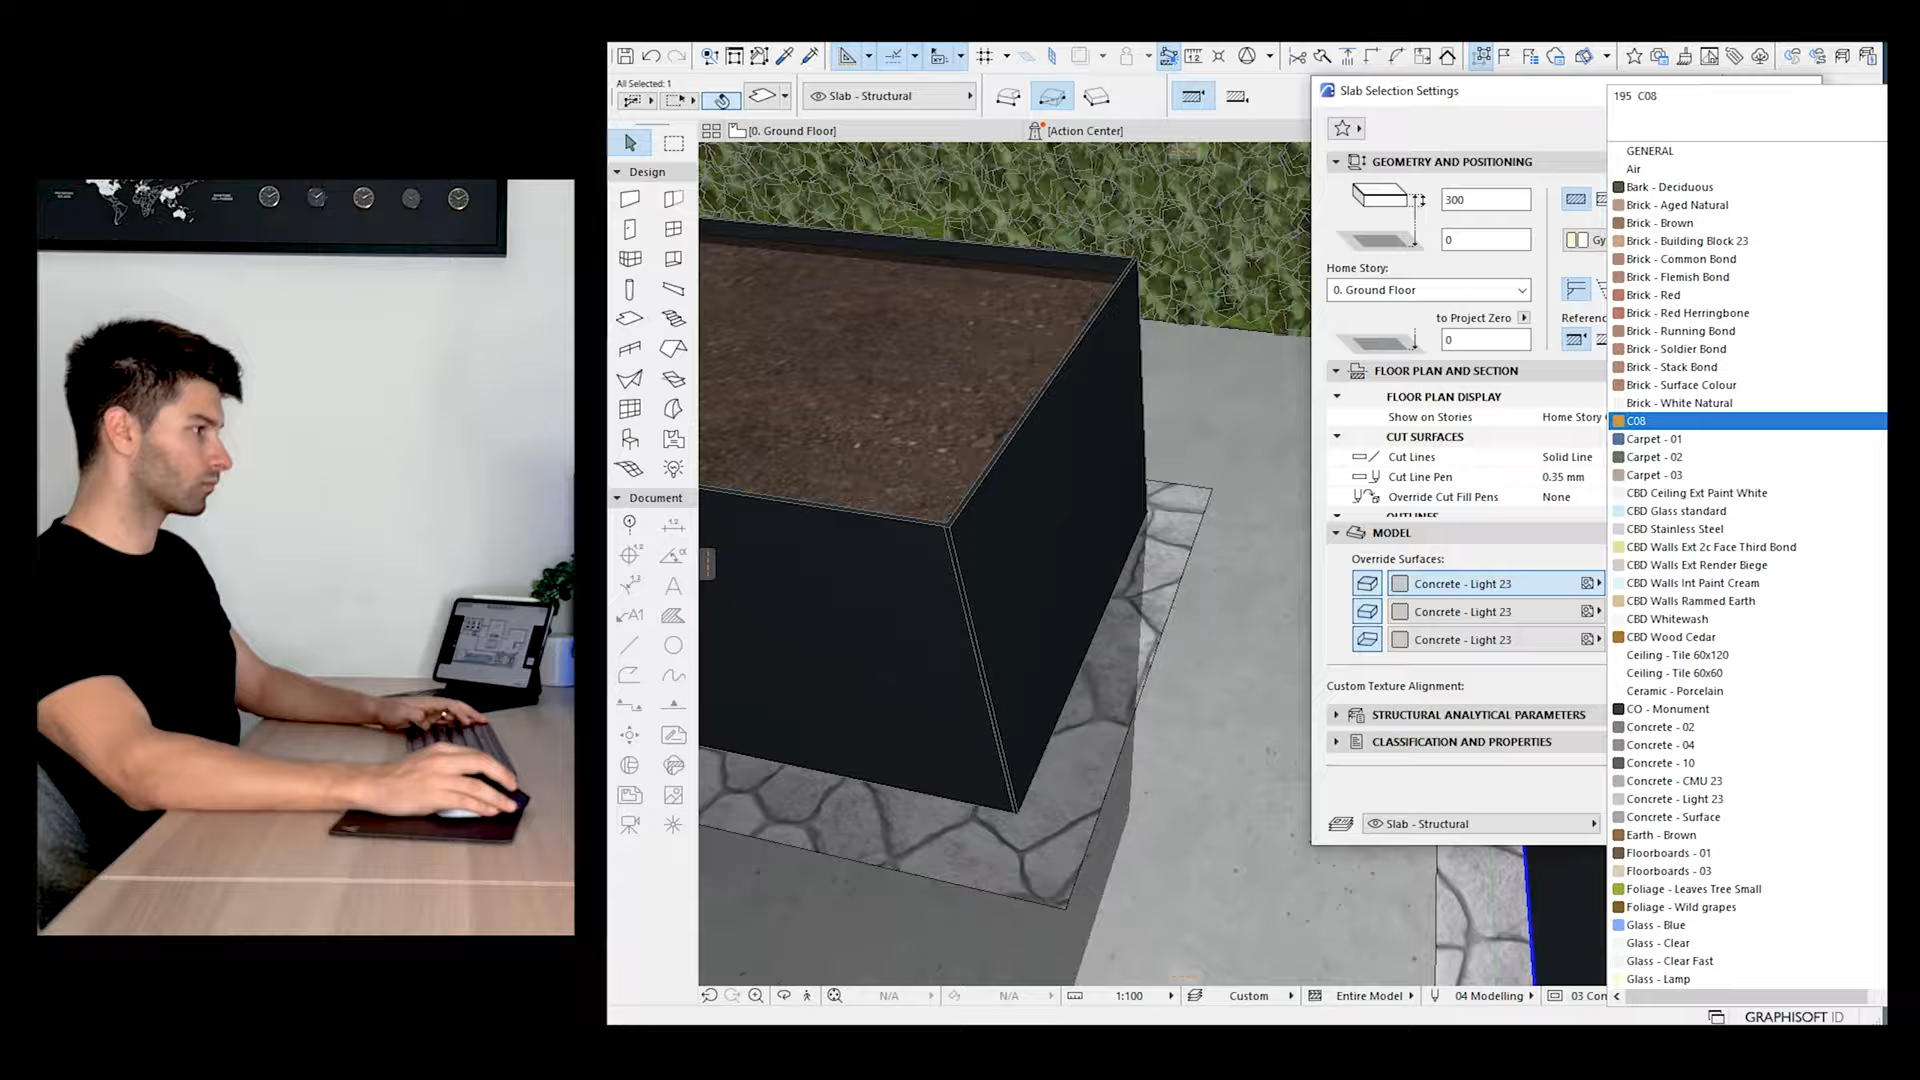 All Selected: 1
Slab - Structural
[0. Ground Floor]
[Action Center]
Design
Document
Slab Selection Settings
GEOMETRY AND POSITIONING
300
0
Gy
Home Story:
0. Ground Floor
to Project Zero
Referenc
0
FLOOR PLAN AND SECTION
FLOOR PLAN DISPLAY
Show on Stories
Home Story
CUT SURFACES
Cut Lines
Solid Line
Cut Line Pen
0.35 mm
Override Cut Fill Pens
None
OUTLINES
MODEL
Override Surfaces:
Concrete - Light 23
Concrete - Light 23
Concrete - Light 23
Custom Texture Alignment:
STRUCTURAL ANALYTICAL PARAMETERS
CLASSIFICATION AND PROPERTIES
Slab - Structural
195 C08
GENERAL
Air
Bark - Deciduous
Brick - Aged Natural
Brick - Brown
Brick - Building Block 23
Brick - Common Bond
Brick - Flemish Bond
Brick - Red
Brick - Red Herringbone
Brick - Running Bond
Brick - Soldier Bond
Brick - Stack Bond
Brick - Surface Colour
Brick - White Natural
C08
Carpet - 01
Carpet - 02
Carpet - 03
CBD Ceiling Ext Paint White
CBD Glass standard
CBD Stainless Steel
CBD Walls Ext 2c Face Third Bond
CBD Walls Ext Render Biege
CBD Walls Int Paint Cream
CBD Walls Rammed Earth
CBD Whitewash
CBD Wood Cedar
Ceiling - Tile 60x120
Ceiling - Tile 60x60
Ceramic - Porcelain
CO - Monument
Concrete - 02
Concrete - 04
Concrete - 10
Concrete - CMU 23
Concrete - Light 23
Concrete - Surface
Earth - Brown
Floorboards - 01
Floorboards - 03
Foliage - Leaves Tree Small
Foliage - Wild grapes
Glass - Blue
Glass - Clear
Glass - Clear Fast
Glass - Lamp
N/A
N/A
1:100
Custom
Entire Model
04 Modelling
03 Con
GRAPHISOFT ID